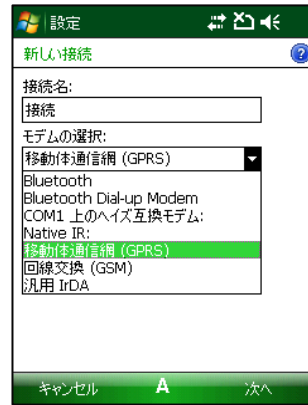 設定
新しい接続
接続名:
接続
モデムの選択:
移動体通信網 (GPRS)
Bluetooth
Bluetooth Dial-up Modem
COM1 上のヘイズ互換モデム:
Native IR:
移動体通信網 (GPRS)
回線交換 (GSM)
汎用 IrDA
キャンセル A 次へ